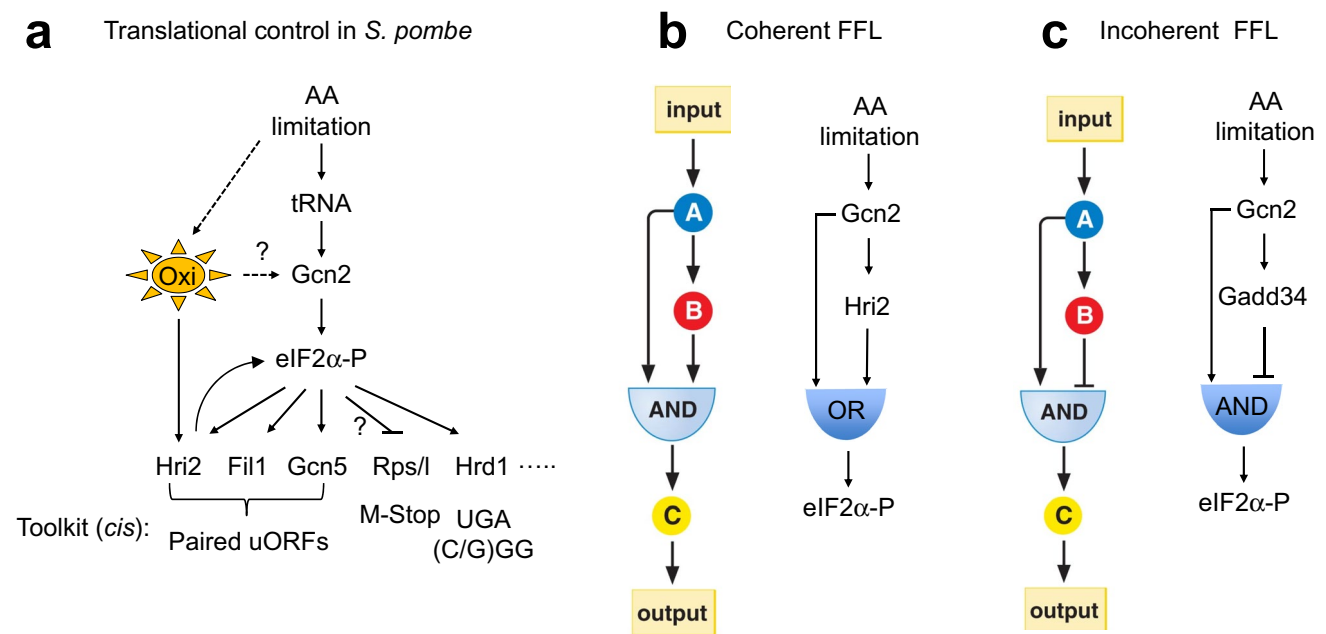 a
Translational control in S. pombe
AA
limitation
tRNA
Oxi
?
Gcn2
eIF2α-P
?
Hri2 Fil1 Gcn5 Rps/l Hrd1 ·····
Toolkit (cis):
Paired uORFs
M-Stop
UGA
(C/G)GG
b
Coherent FFL
input
A
B
AND
C
output
AA
limitation
Gcn2
Hri2
OR
eIF2α-P
c
Incoherent FFL
input
A
B
AND
C
output
AA
limitation
Gcn2
Gadd34
AND
eIF2α-P